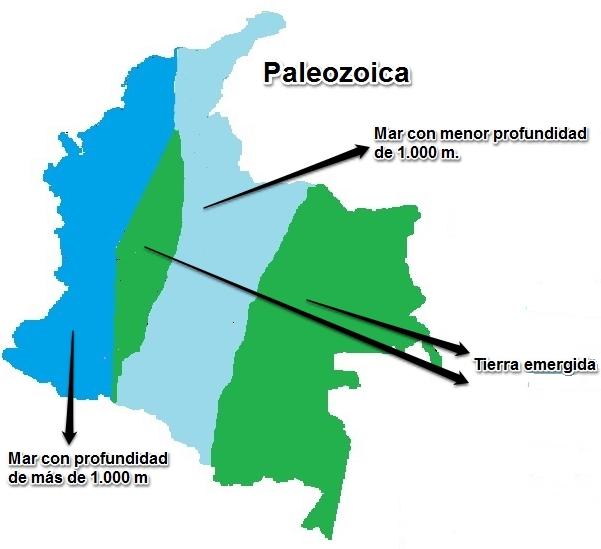 Paleozoica
Mar con menor profundidad
de 1.000 m.
Tierra emergida
Mar con profundidad
de más de 1.000 m